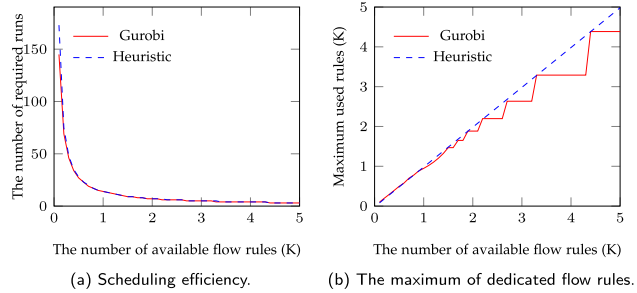 The number of required runs
150
100
50
0
Gurobi
Heuristic
0
1
2
3
4
5
The number of available flow rules (K)
(a) Scheduling efficiency.
Maximum used rules (K)
5
4
3
2
1
0
Gurobi
Heuristic
0
1
2
3
4
5
The number of available flow rules (K)
(b) The maximum of dedicated flow rules.